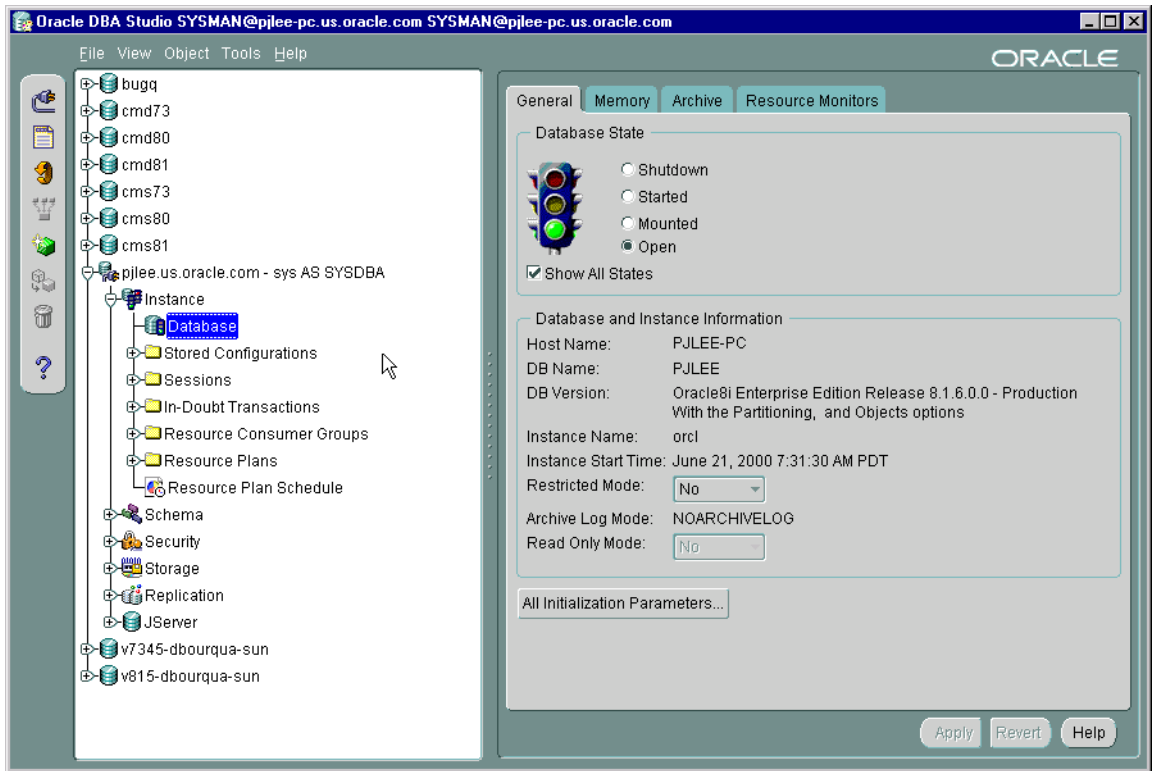 Oracle DBA Studio SYSMAN@pjlee-pc.us.oracle.com SYSMAN@pjlee-pc.us.oracle.com
File View Object Tools Help
ORACLE
bugq
cmd73
cmd80
cmd81
cms73
cms80
cms81
pjlee.us.oracle.com - sys AS SYSDBA
Instance
Database
Stored Configurations
Sessions
In-Doubt Transactions
Resource Consumer Groups
Resource Plans
Resource Plan Schedule
Schema
Security
Storage
Replication
JServer
v7345-dbourqua-sun
v815-dbourqua-sun
?
General Memory Archive Resource Monitors
Database State
Shutdown
Started
Mounted
Open
Show All States
Database and Instance Information
Host Name: PJLEE-PC
DB Name: PJLEE
DB Version: Oracle8i Enterprise Edition Release 8.1.6.0.0 - Production
With the Partitioning, and Objects options
Instance Name: orcl
Instance Start Time: June 21, 2000 7:31:30 AM PDT
Restricted Mode: No
Archive Log Mode: NOARCHIVELOG
Read Only Mode: No
All Initialization Parameters...
Apply Revert Help